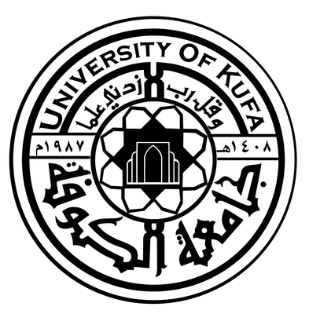 UNIVERSITY OF KUFA
وقل رب زدني علما
١٤٠٨هـ
١٩٨٧م
جامعة الكوفة